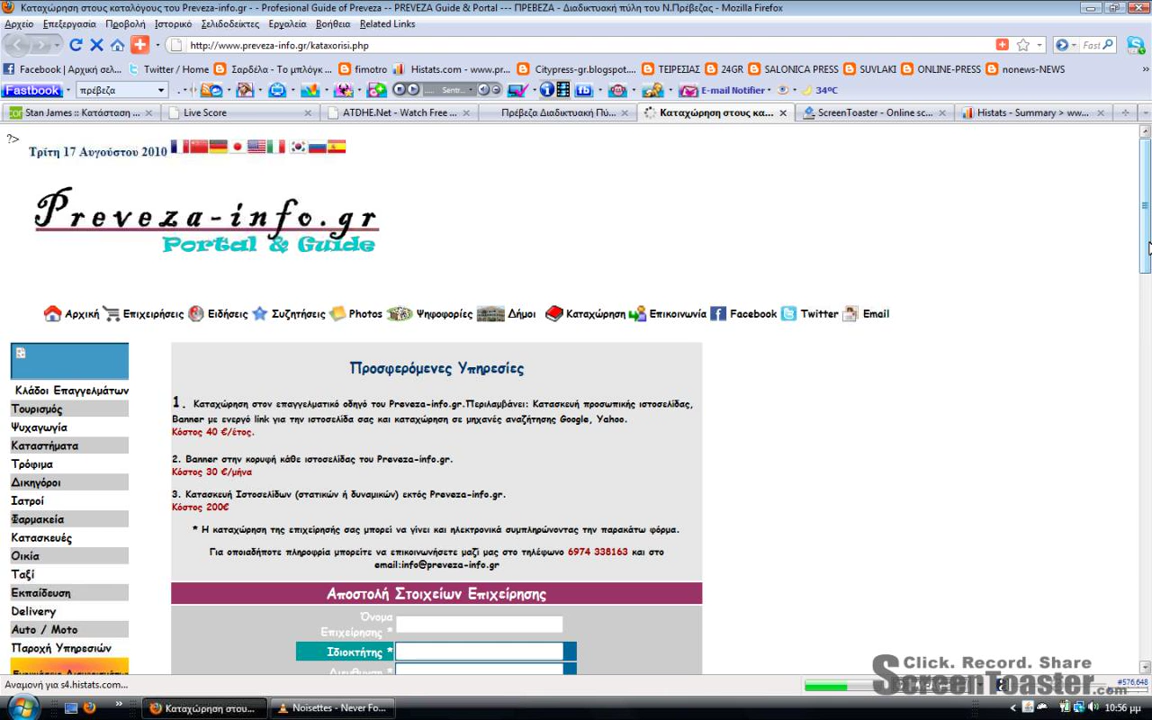 Καταχώρηση στους καταλόγους του Preveza-info.gr - - Profesional Guide of Preveza -- PREVEZA Guide & Portal --- ΠΡΕΒΕΖΑ - Διαδικτυακή πύλη του Ν.Πρέβεζας - Mozilla Firefox
Αρχείο Επεξεργασία Προβολή Ιστορικό Σελιδοδείκτες Εργαλεία Βοήθεια Related Links
http://www.preveza-info.gr/kataxorisi.php
Fast
Facebook | Αρχική σελ... Twitter / Home Σαρδέλα - Το μπλόγκ ... fimotro Histats.com - www.pr... Citypress-gr.blogspot.... ΤΕΙΡΕΣΙΑΣ 24GR SALONICA PRESS SUVLAKI ONLINE-PRESS nonews-NEWS
Fastbook πρέβεζα Sentr... E-mail Notifier 34°C
Stan James :: Κατάσταση ... Live Score ATDHE.Net - Watch Free ... Πρέβεζα Διαδικτυακή Πύ... Καταχώρηση στους κα... ScreenToaster - Online sc... Histats - Summary > ww...
?>
Τρίτη 17 Αυγούστου 2010
Preveza-info.gr
Portal & Guide
Αρχική Επιχειρήσεις Ειδήσεις Συζητήσεις Photos Ψηφοφορίες Δήμοι Καταχώρηση Επικοινωνία Facebook Twitter Email
Κλάδοι Επαγγελμάτων
Τουρισμός
Ψυχαγωγία
Καταστήματα
Τρόφιμα
Δικηγόροι
Ιατροί
Φαρμακεία
Κατασκευές
Οικία
Ταξί
Εκπαίδευση
Delivery
Auto / Moto
Παροχή Υπηρεσιών
Προσφερόμενες Υπηρεσίες
1. Καταχώρηση στον επαγγελματικο οδηγό του Preveza-info.gr.Περιλαμβάνει: Κατασκευή προσωπικής ιστοσελίδας,
Banner με ενεργό link για την ιστοσελίδα σας και καταχώρηση σε μηχανές αναζήτησης Google, Yahoo.
Κόστος 40 €/έτος.
2. Banner στην κορυφή κάθε ιστοσελίδας του Preveza-info.gr.
Κόστος 30 €/μήνα
3. Κατασκευή Ιστοσελίδων (στατικών ή δυναμικών) εκτός Preveza-info.gr.
Κόστος 200€
* Η καταχώρηση της επιχείρησής σας μπορεί να γίνει και ηλεκτρονικά συμπληρώνοντας την παρακάτω φόρμα.
Για οποιαδήποτε πληροφρία μπορείτε να επικοινωνήσετε μαζί μας στο τηλέφωνο 6974 338163 και στο
email:info@preveza-info.gr
Αποστολή Στοιχείων Επιχείρησης
Όνομα
Επιχείρησης *
Ιδιοκτήτης *
Click. Record. Share
ScreenToaster.com
Αναμονή για s4.histats.com...
#576,648
Καταχώρηση στου... Noisettes - Never Fo...
10:56 μμ